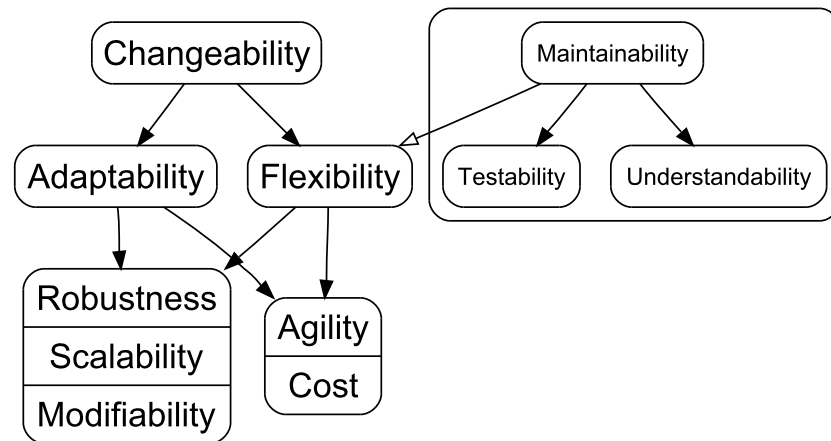 Changeability
Maintainability
Adaptability
Flexibility
Testability
Understandability
Robustness
Scalability
Modifiability
Agility
Cost